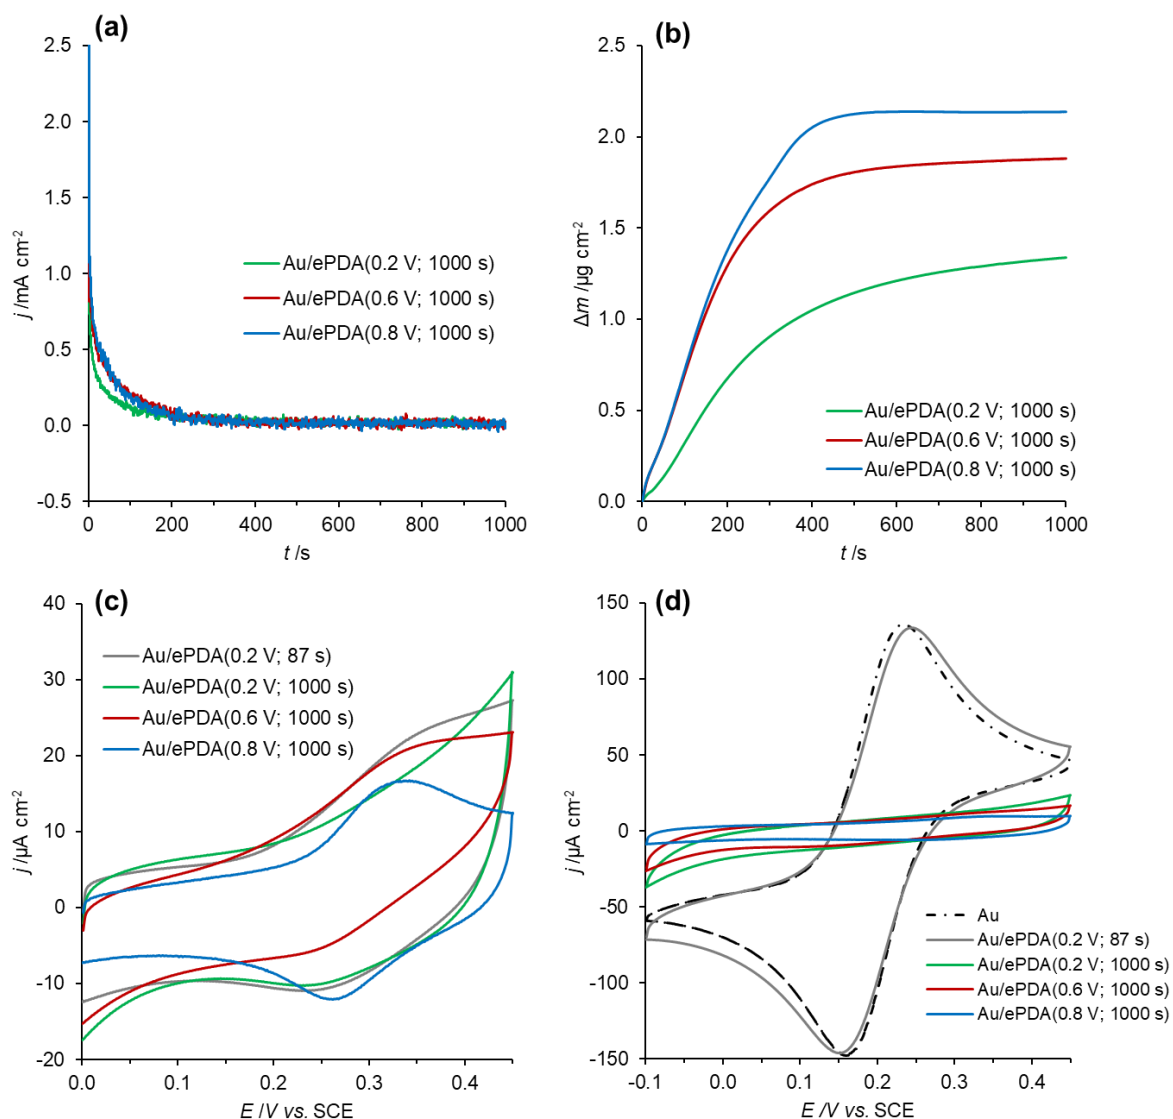 (a)
2.5
2.0
1.5
1.0
0.5
0.0
-0.5
j /mA cm-2
Au/ePDA(0.2 V; 1000 s)
Au/ePDA(0.6 V; 1000 s)
Au/ePDA(0.8 V; 1000 s)
0 200 400 600 800 1000
t /s
(b)
2.5
2.0
1.5
1.0
0.5
0.0
Δm /µg cm-2
Au/ePDA(0.2 V; 1000 s)
Au/ePDA(0.6 V; 1000 s)
Au/ePDA(0.8 V; 1000 s)
0 200 400 600 800 1000
t /s
(c)
40
30
20
10
0
-10
-20
j /µA cm-2
Au/ePDA(0.2 V; 87 s)
Au/ePDA(0.2 V; 1000 s)
Au/ePDA(0.6 V; 1000 s)
Au/ePDA(0.8 V; 1000 s)
0.0 0.1 0.2 0.3 0.4
E /V vs. SCE
(d)
150
100
50
0
-50
-100
-150
j /µA cm-2
Au
Au/ePDA(0.2 V; 87 s)
Au/ePDA(0.2 V; 1000 s)
Au/ePDA(0.6 V; 1000 s)
Au/ePDA(0.8 V; 1000 s)
-0.1 0.0 0.1 0.2 0.3 0.4
E /V vs. SCE